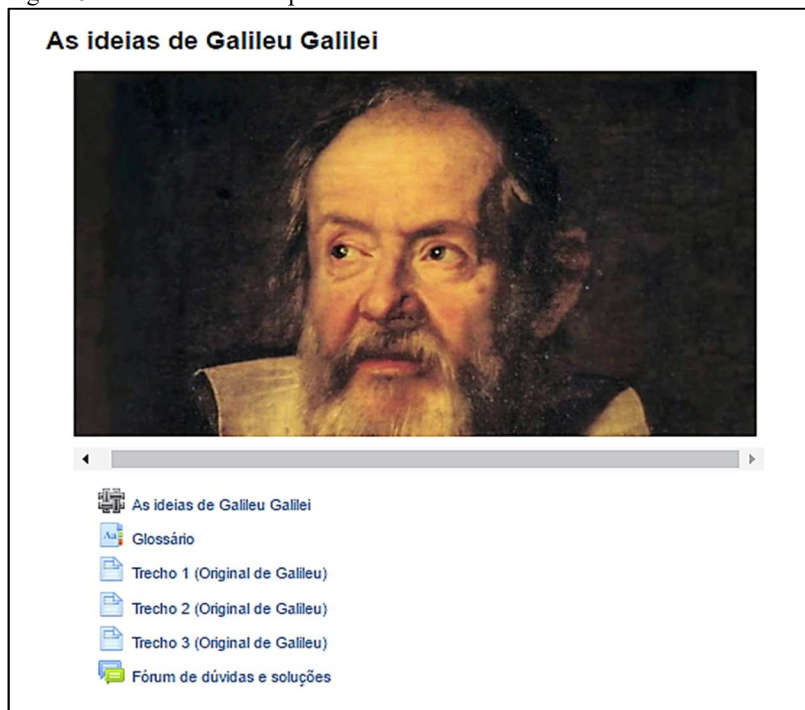 As ideias de Galileu Galilei
As ideias de Galileu Galilei
Glossário
Trecho 1 (Original de Galileu)
Trecho 2 (Original de Galileu)
Trecho 3 (Original de Galileu)
Fórum de dúvidas e soluções